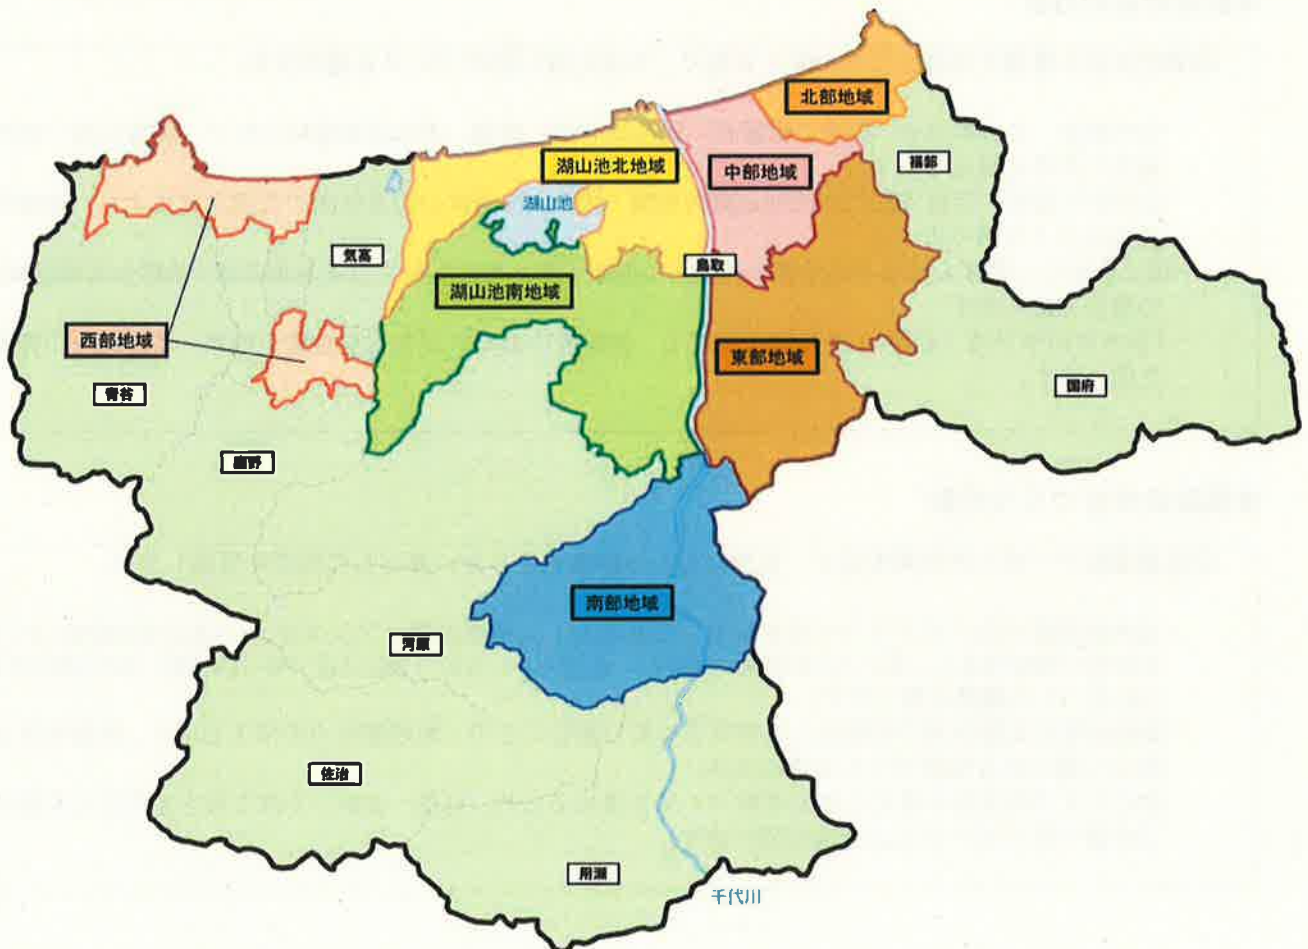 北部地域
湖山池北地域
中部地域
福部
湖山池
気高
鳥取
湖山池南地域
西部地域
東部地域
青谷
国府
鹿野
南部地域
河原
佐治
用瀬
千代川